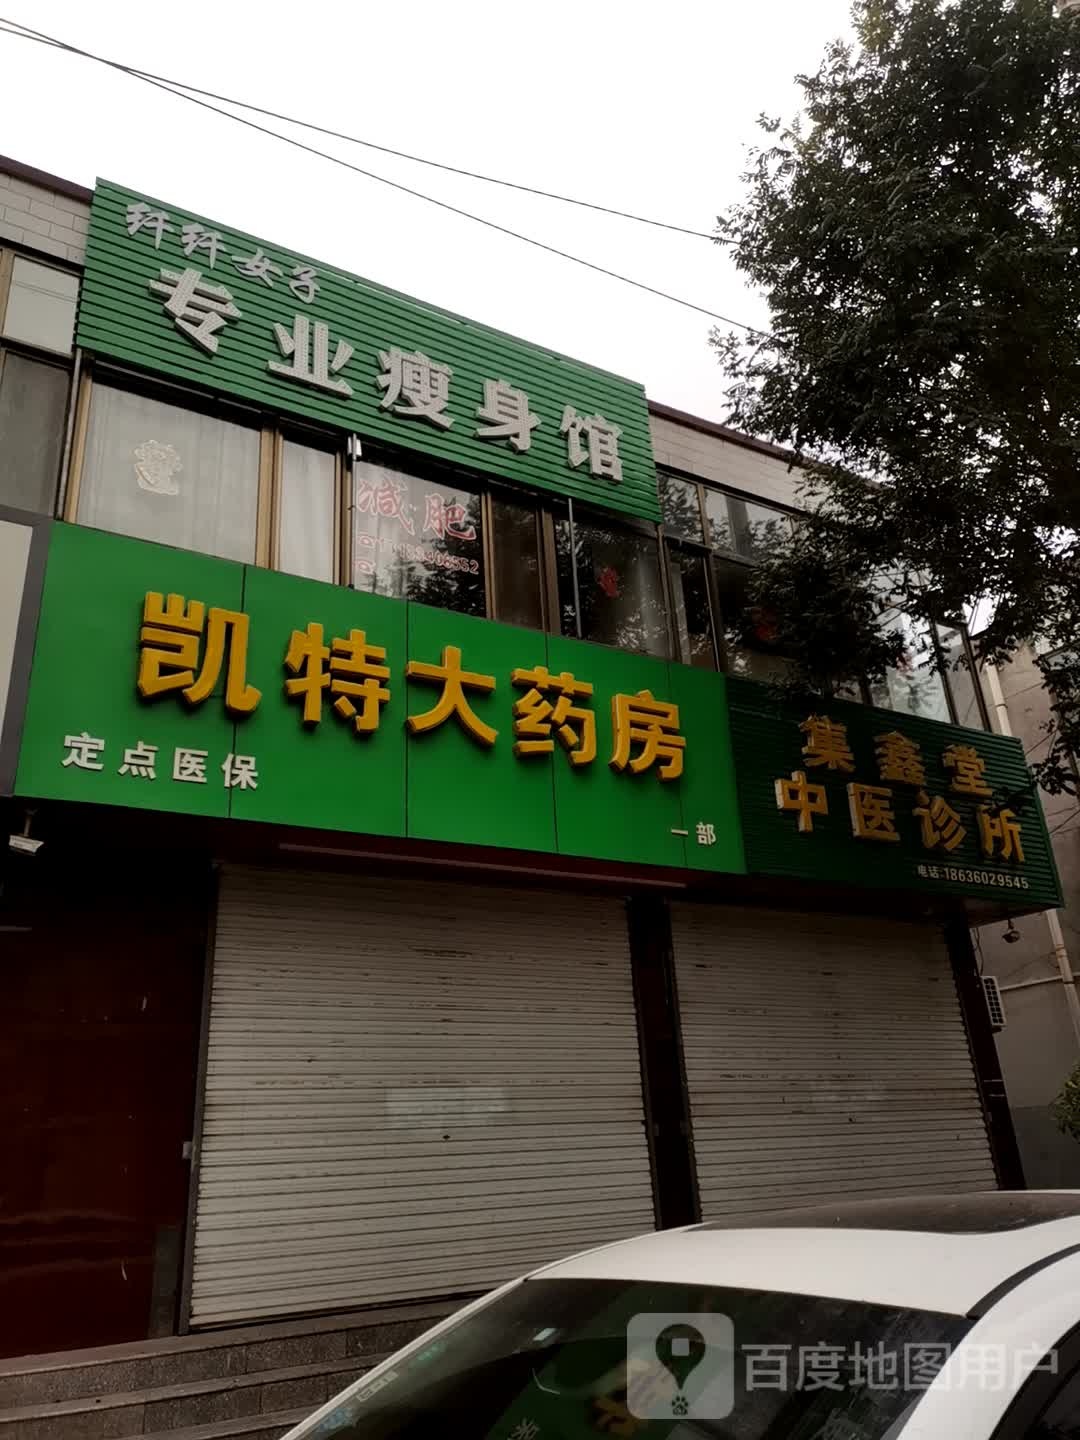 纤纤女子
专业瘦身馆
减肥
凯特大药房
定点医保
一部
集鑫堂
中医诊所
电话:18636029545
百度地图用户